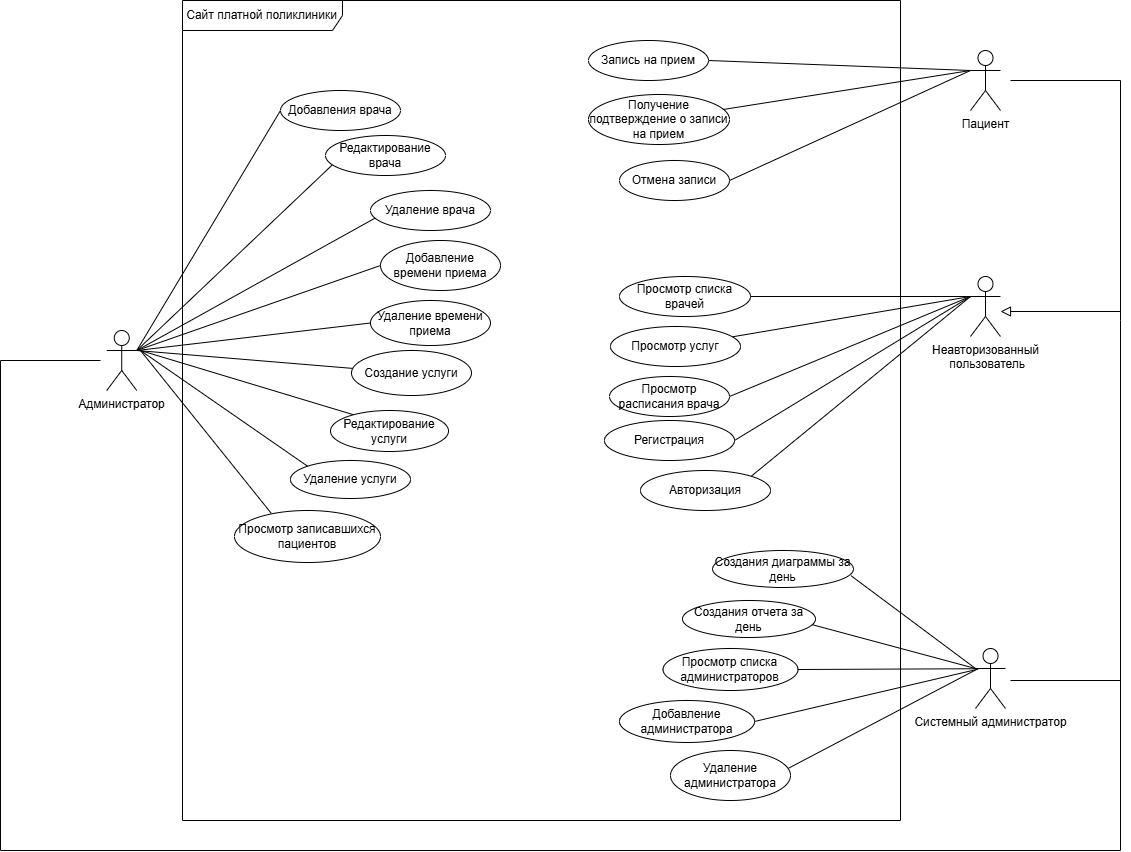 Сайт платной поликлиники
Добавления врача
Редактирование
врача
Удаление врача
Добавление
времени приема
Удаление времени
приема
Создание услуги
Редактирование
услуги
Удаление услуги
Просмотр записавшихся
пациентов
Администратор
Запись на прием
Получение
подтверждение о записи
на прием
Отмена записи
Пациент
Просмотр списка
врачей
Просмотр услуг
Просмотр
расписания врача
Регистрация
Авторизация
Неавторизованный
пользователь
Создания диаграммы за
день
Создания отчета за
день
Просмотр списка
администраторов
Добавление
администратора
Удаление
администратора
Системный администратор